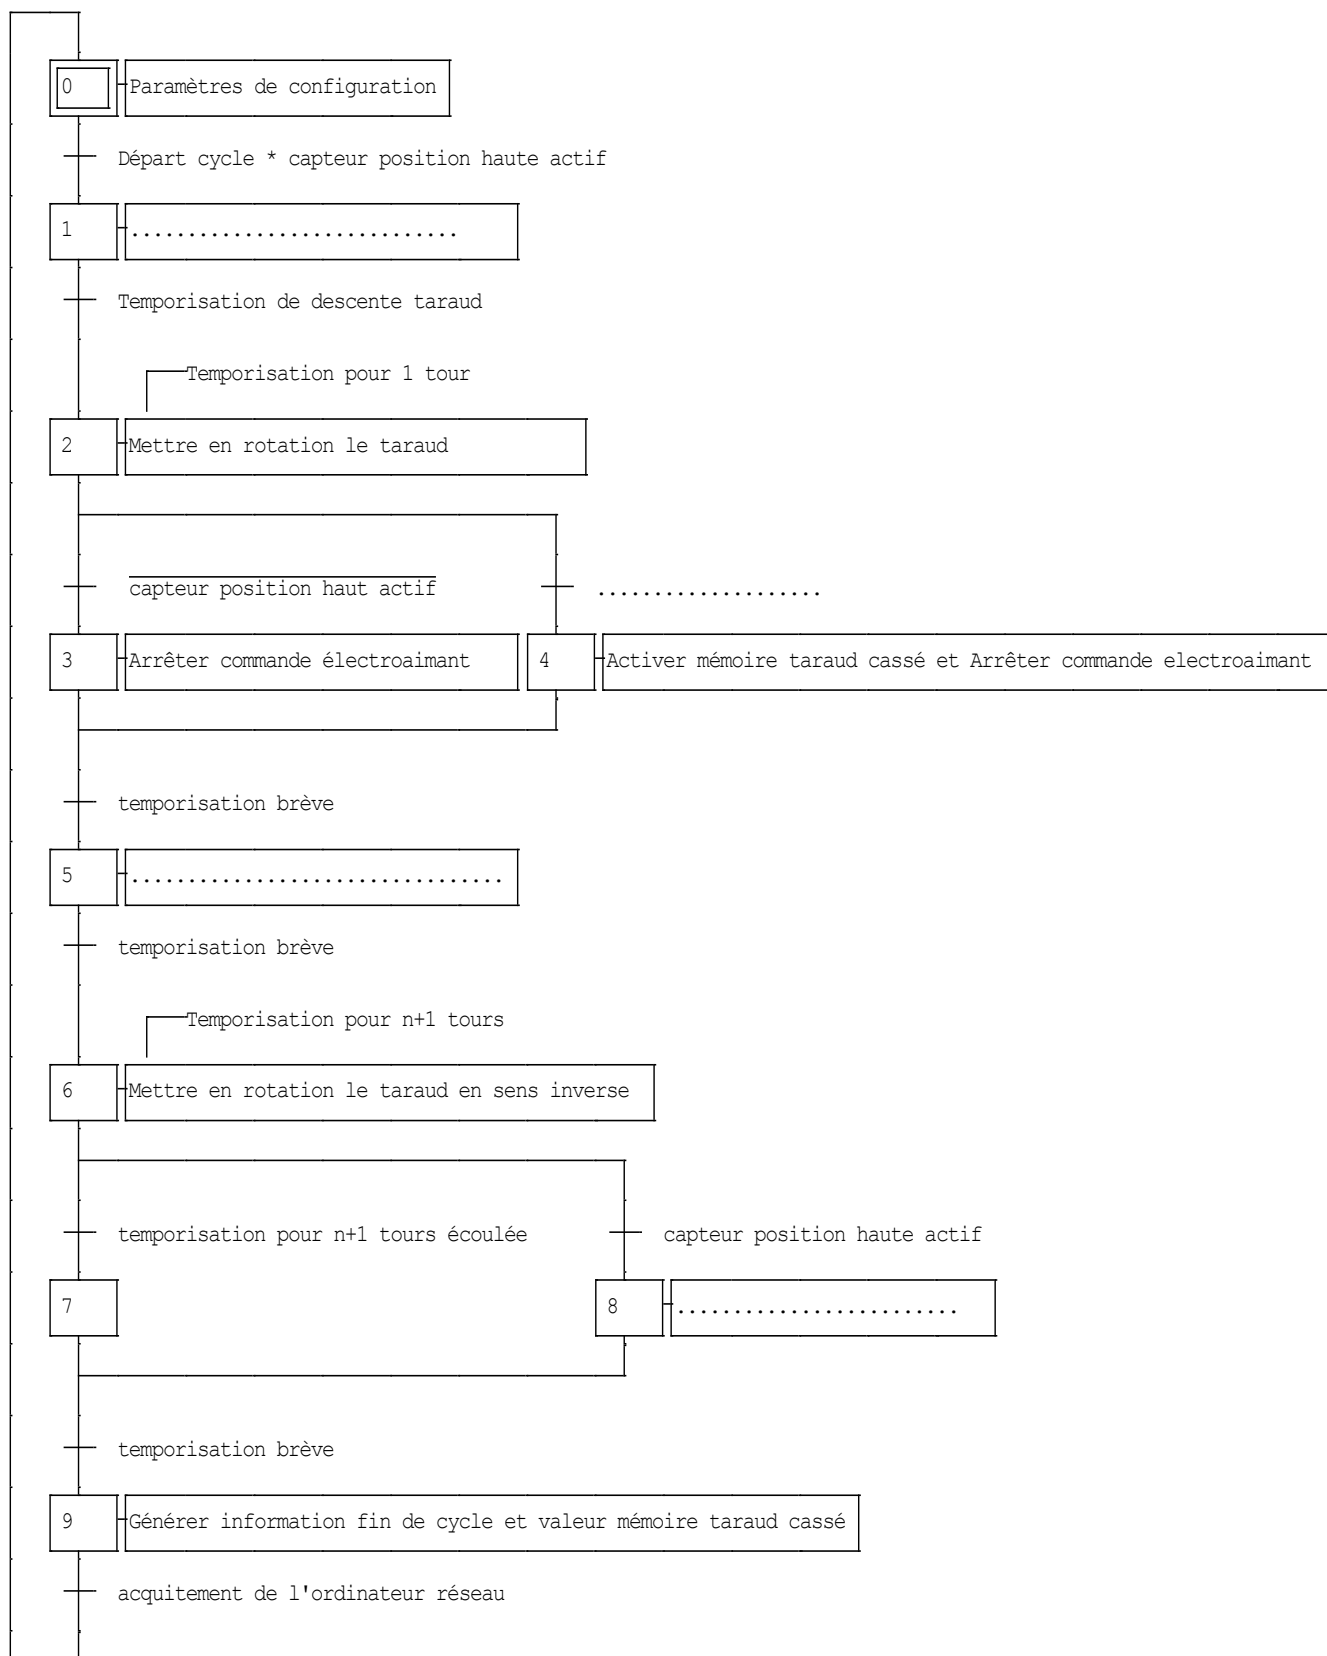 0 Paramètres de configuration
Départ cycle * capteur position haute actif
1 .............................
Temporisation de descente taraud
Temporisation pour 1 tour
2 Mettre en rotation le taraud
capteur position haut actif ....................
3 Arrêter commande électroaimant 4 Activer mémoire taraud cassé et Arrêter commande electroaimant
temporisation brève
5 .................................
temporisation brève
Temporisation pour n+1 tours
6 Mettre en rotation le taraud en sens inverse
temporisation pour n+1 tours écoulée capteur position haute actif
7 8 .........................
temporisation brève
9 Générer information fin de cycle et valeur mémoire taraud cassé
acquitement de l'ordinateur réseau